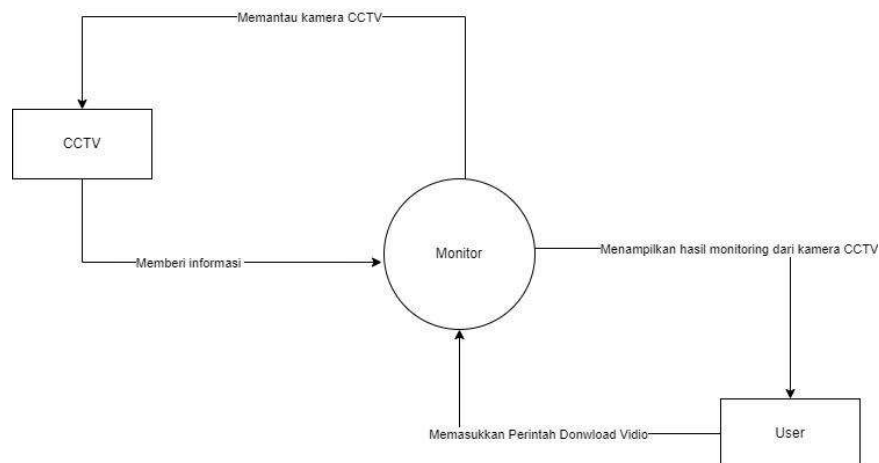 Memantau kamera CCTV
CCTV
Monitor
Menampilkan hasil monitoring dari kamera CCTV
Memberi informasi
Memasukkan Perintah Donwload Vidio
User